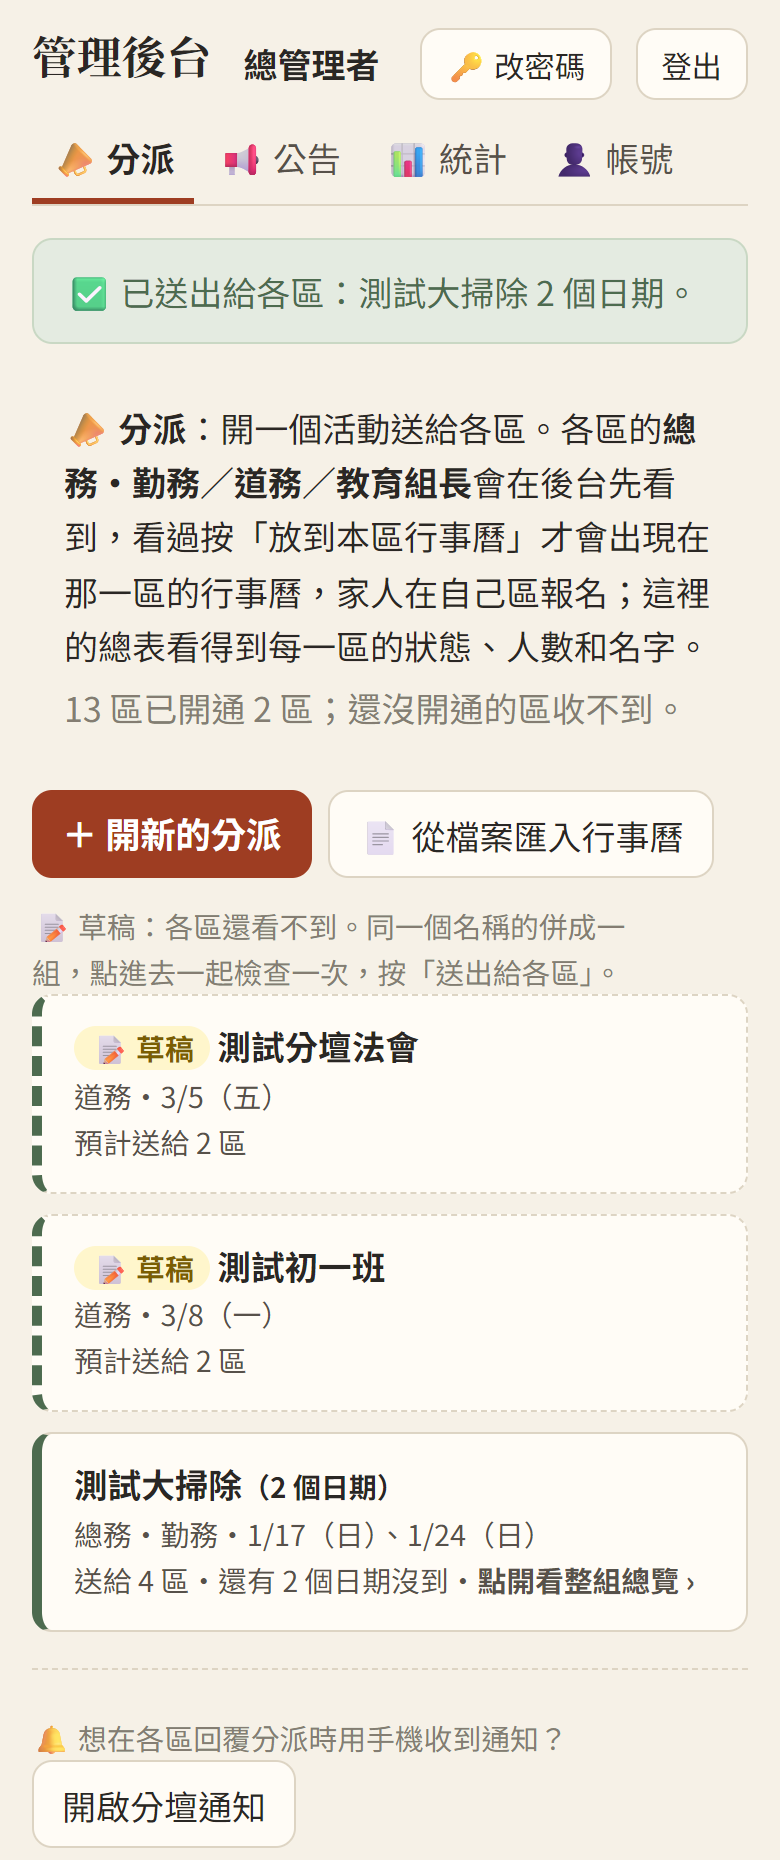 管理後台 總管理者 🔑 改密碼 登出
📣 分派 📢 公告 📊 統計 👤 帳號
✅ 已送出給各區：測試大掃除 2 個日期。
📣 分派：開一個活動送給各區。各區的總
務・勤務／道務／教育組長會在後台先看
到，看過按「放到本區行事曆」才會出現在
那一區的行事曆，家人在自己區報名；這裡
的總表看得到每一區的狀態、人數和名字。
13 區已開通 2 區；還沒開通的區收不到。
＋ 開新的分派 📄 從檔案匯入行事曆
📝 草稿：各區還看不到。同一個名稱的併成一
組，點進去一起檢查一次，按「送出給各區」。
📝 草稿 測試分壇法會
道務・3/5（五）
預計送給 2 區
📝 草稿 測試初一班
道務・3/8（一）
預計送給 2 區
測試大掃除（2 個日期）
總務・勤務・1/17（日）、1/24（日）
送給 4 區・還有 2 個日期沒到・點開看整組總覽 ›
🔔 想在各區回覆分派時用手機收到通知？
開啟分壇通知